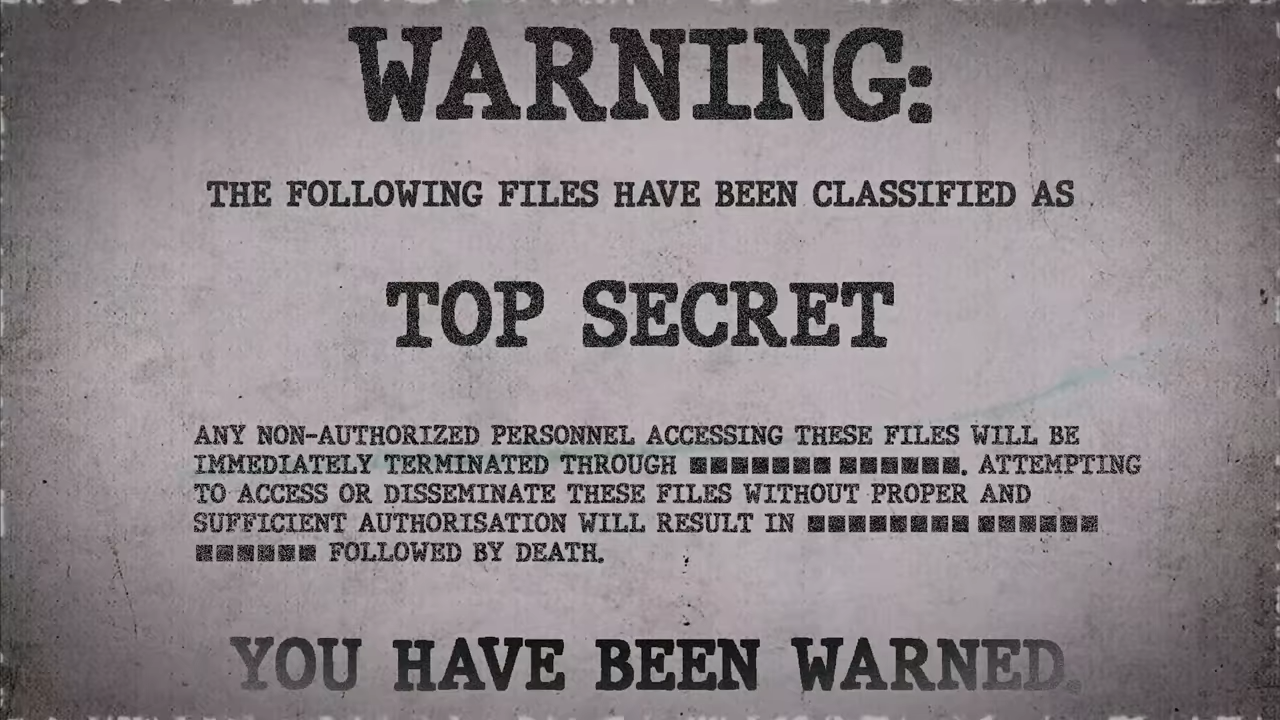 WARNING:
THE FOLLOWING FILES HAVE BEEN CLASSIFIED AS
TOP SECRET
ANY NON-AUTHORIZED PERSONNEL ACCESSING THESE FILES WILL BE
IMMEDIATELY TERMINATED THROUGH ■■■■■■■ ■■■■■■. ATTEMPTING
TO ACCESS OR DISSEMINATE THESE FILES WITHOUT PROPER AND
SUFFICIENT AUTHORISATION WILL RESULT IN ■■■■■■■■ ■■■■■■
■■■■■■ FOLLOWED BY DEATH.
YOU HAVE BEEN WARNED.